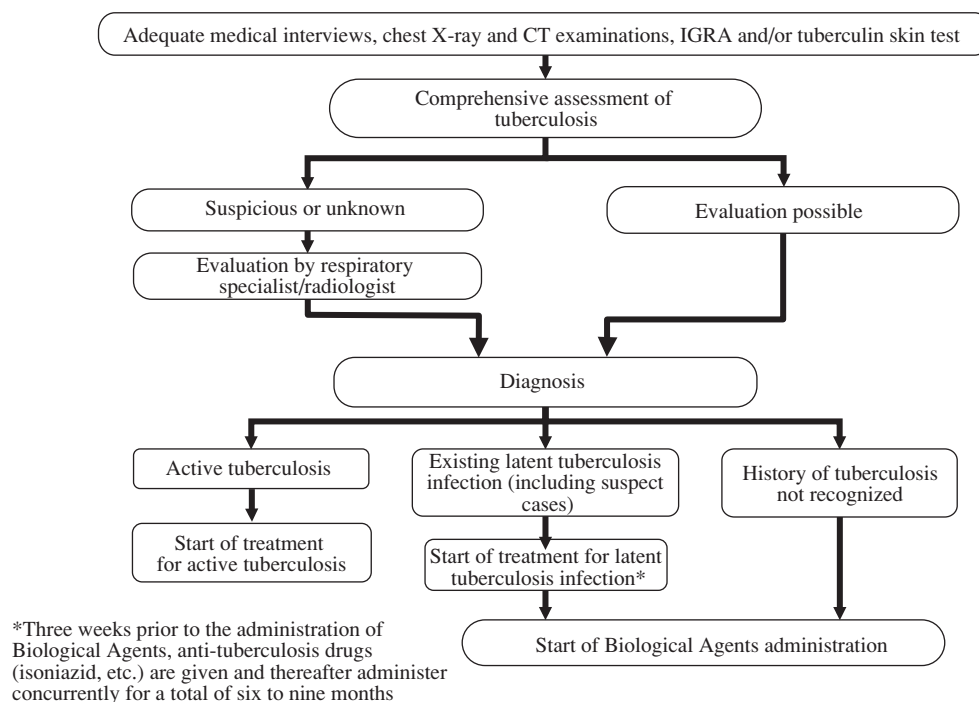 Adequate medical interviews, chest X-ray and CT examinations, IGRA and/or tuberculin skin test
Comprehensive assessment of
tuberculosis
Suspicious or unknown
Evaluation possible
Evaluation by respiratory
specialist/radiologist
Diagnosis
Active tuberculosis
Existing latent tuberculosis
infection (including suspect
cases)
History of tuberculosis
not recognized
Start of treatment
for active tuberculosis
Start of treatment for latent
tuberculosis infection*
Start of Biological Agents administration
*Three weeks prior to the administration of
Biological Agents, anti-tuberculosis drugs
(isoniazid, etc.) are given and thereafter administer
concurrently for a total of six to nine months